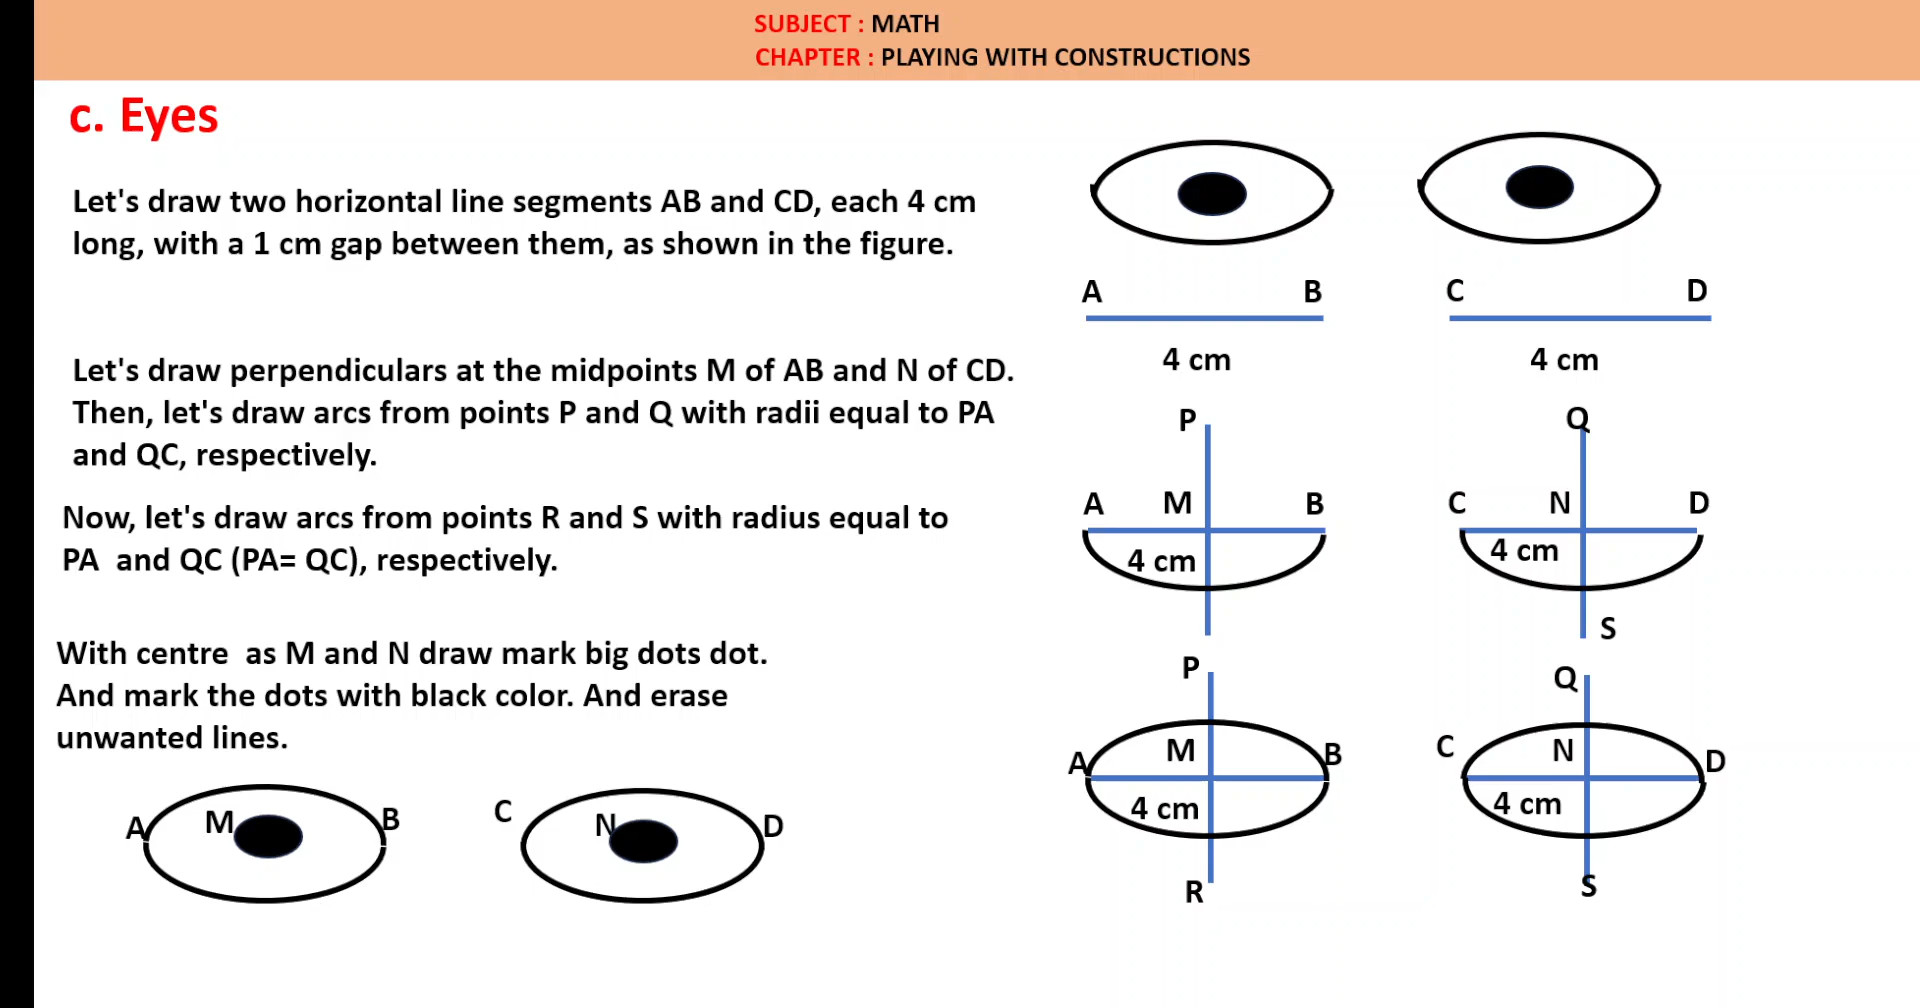 SUBJECT : MATH
CHAPTER : PLAYING WITH CONSTRUCTIONS
c. Eyes
Let's draw two horizontal line segments AB and CD, each 4 cm
long, with a 1 cm gap between them, as shown in the figure.
A B C D
4 cm 4 cm
Let's draw perpendiculars at the midpoints M of AB and N of CD.
Then, let's draw arcs from points P and Q with radii equal to PA
and QC, respectively.
P Q
A M B C N D
4 cm 4 cm
S
Now, let's draw arcs from points R and S with radius equal to
PA  and QC (PA= QC), respectively.
With centre  as M and N draw mark big dots dot.
And mark the dots with black color. And erase
unwanted lines.
P Q
A M B C N D
4 cm 4 cm
R S
A M B C N D